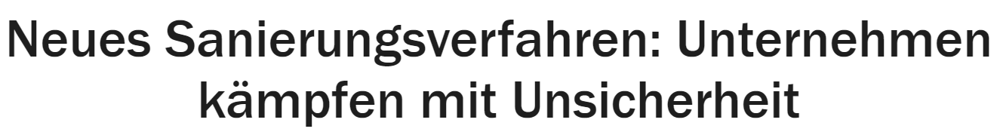 Neues Sanierungsverfahren: Unternehmen
kämpfen mit Unsicherheit